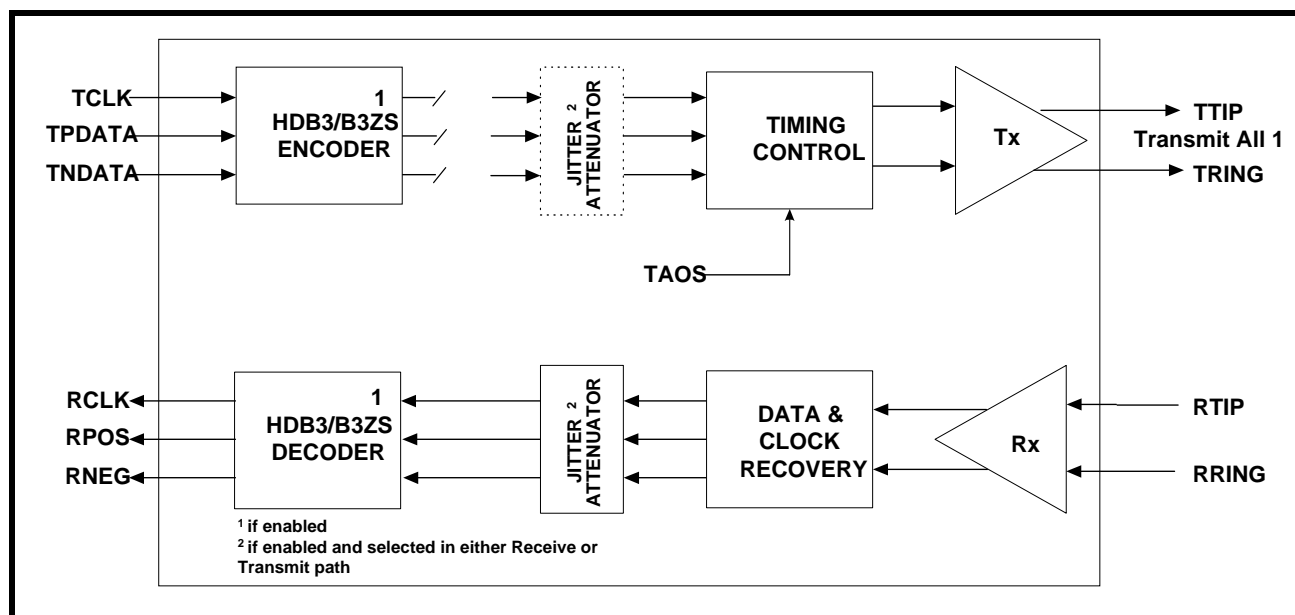 TCLK
TPDATA
TNDATA
1
HDB3/B3ZS
ENCODER
JITTER 2
ATTENUATOR
TIMING
CONTROL
Tx
TTIP
Transmit All 1
TRING
TAOS
RCLK
RPOS
RNEG
1
HDB3/B3ZS
DECODER
JITTER 2
ATTENUATOR
DATA &
CLOCK
RECOVERY
Rx
RTIP
RRING
1 if enabled
2 if enabled and selected in either Receive or
Transmit path